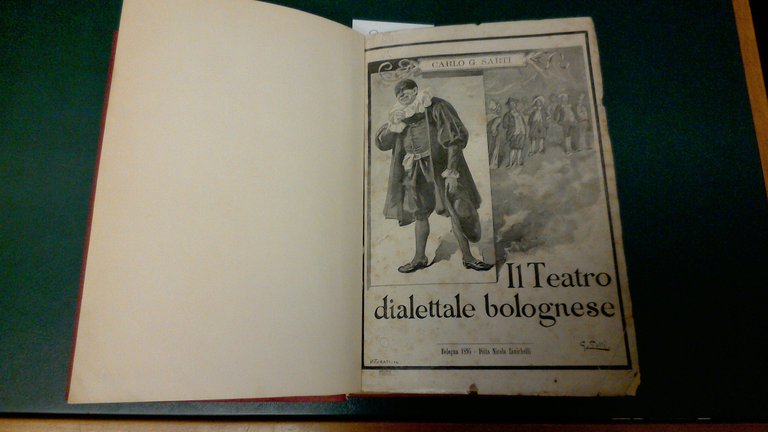 CARLO G. SARTI
Il Teatro
dialettale bolognese
Bologna 1895 - Ditta Nicola Zanichelli